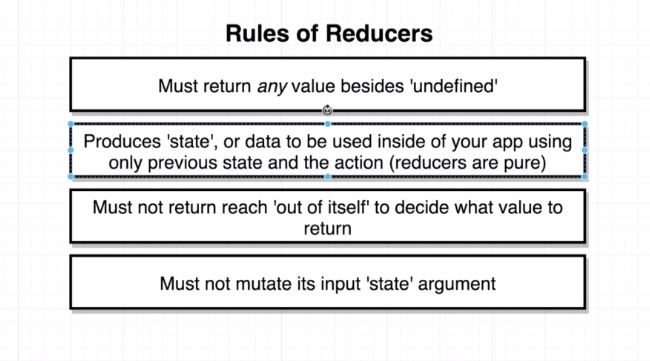 Rules of Reducers
Must return any value besides 'undefined'
Produces 'state', or data to be used inside of your app using
only previous state and the action (reducers are pure)
Must not return reach 'out of itself' to decide what value to
return
Must not mutate its input 'state' argument